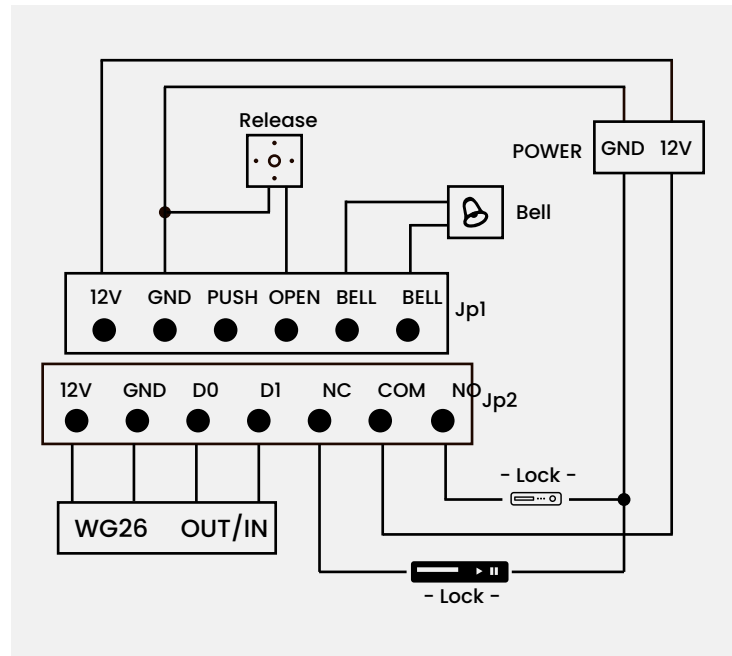 Release
POWER
GND 12V
Bell
12V GND PUSH OPEN BELL BELL
Jp1
12V GND D0 D1 NC COM NO
Jp2
- Lock -
WG26 OUT/IN
- Lock -